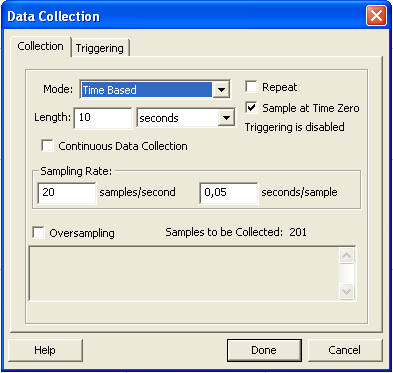 Data Collection
Collection Triggering
Mode: Time Based Repeat
Length: 10 seconds Sample at Time Zero
Triggering is disabled
Continuous Data Collection
Sampling Rate:
20 samples/second 0,05 seconds/sample
Oversampling Samples to be Collected: 201
Help Done Cancel